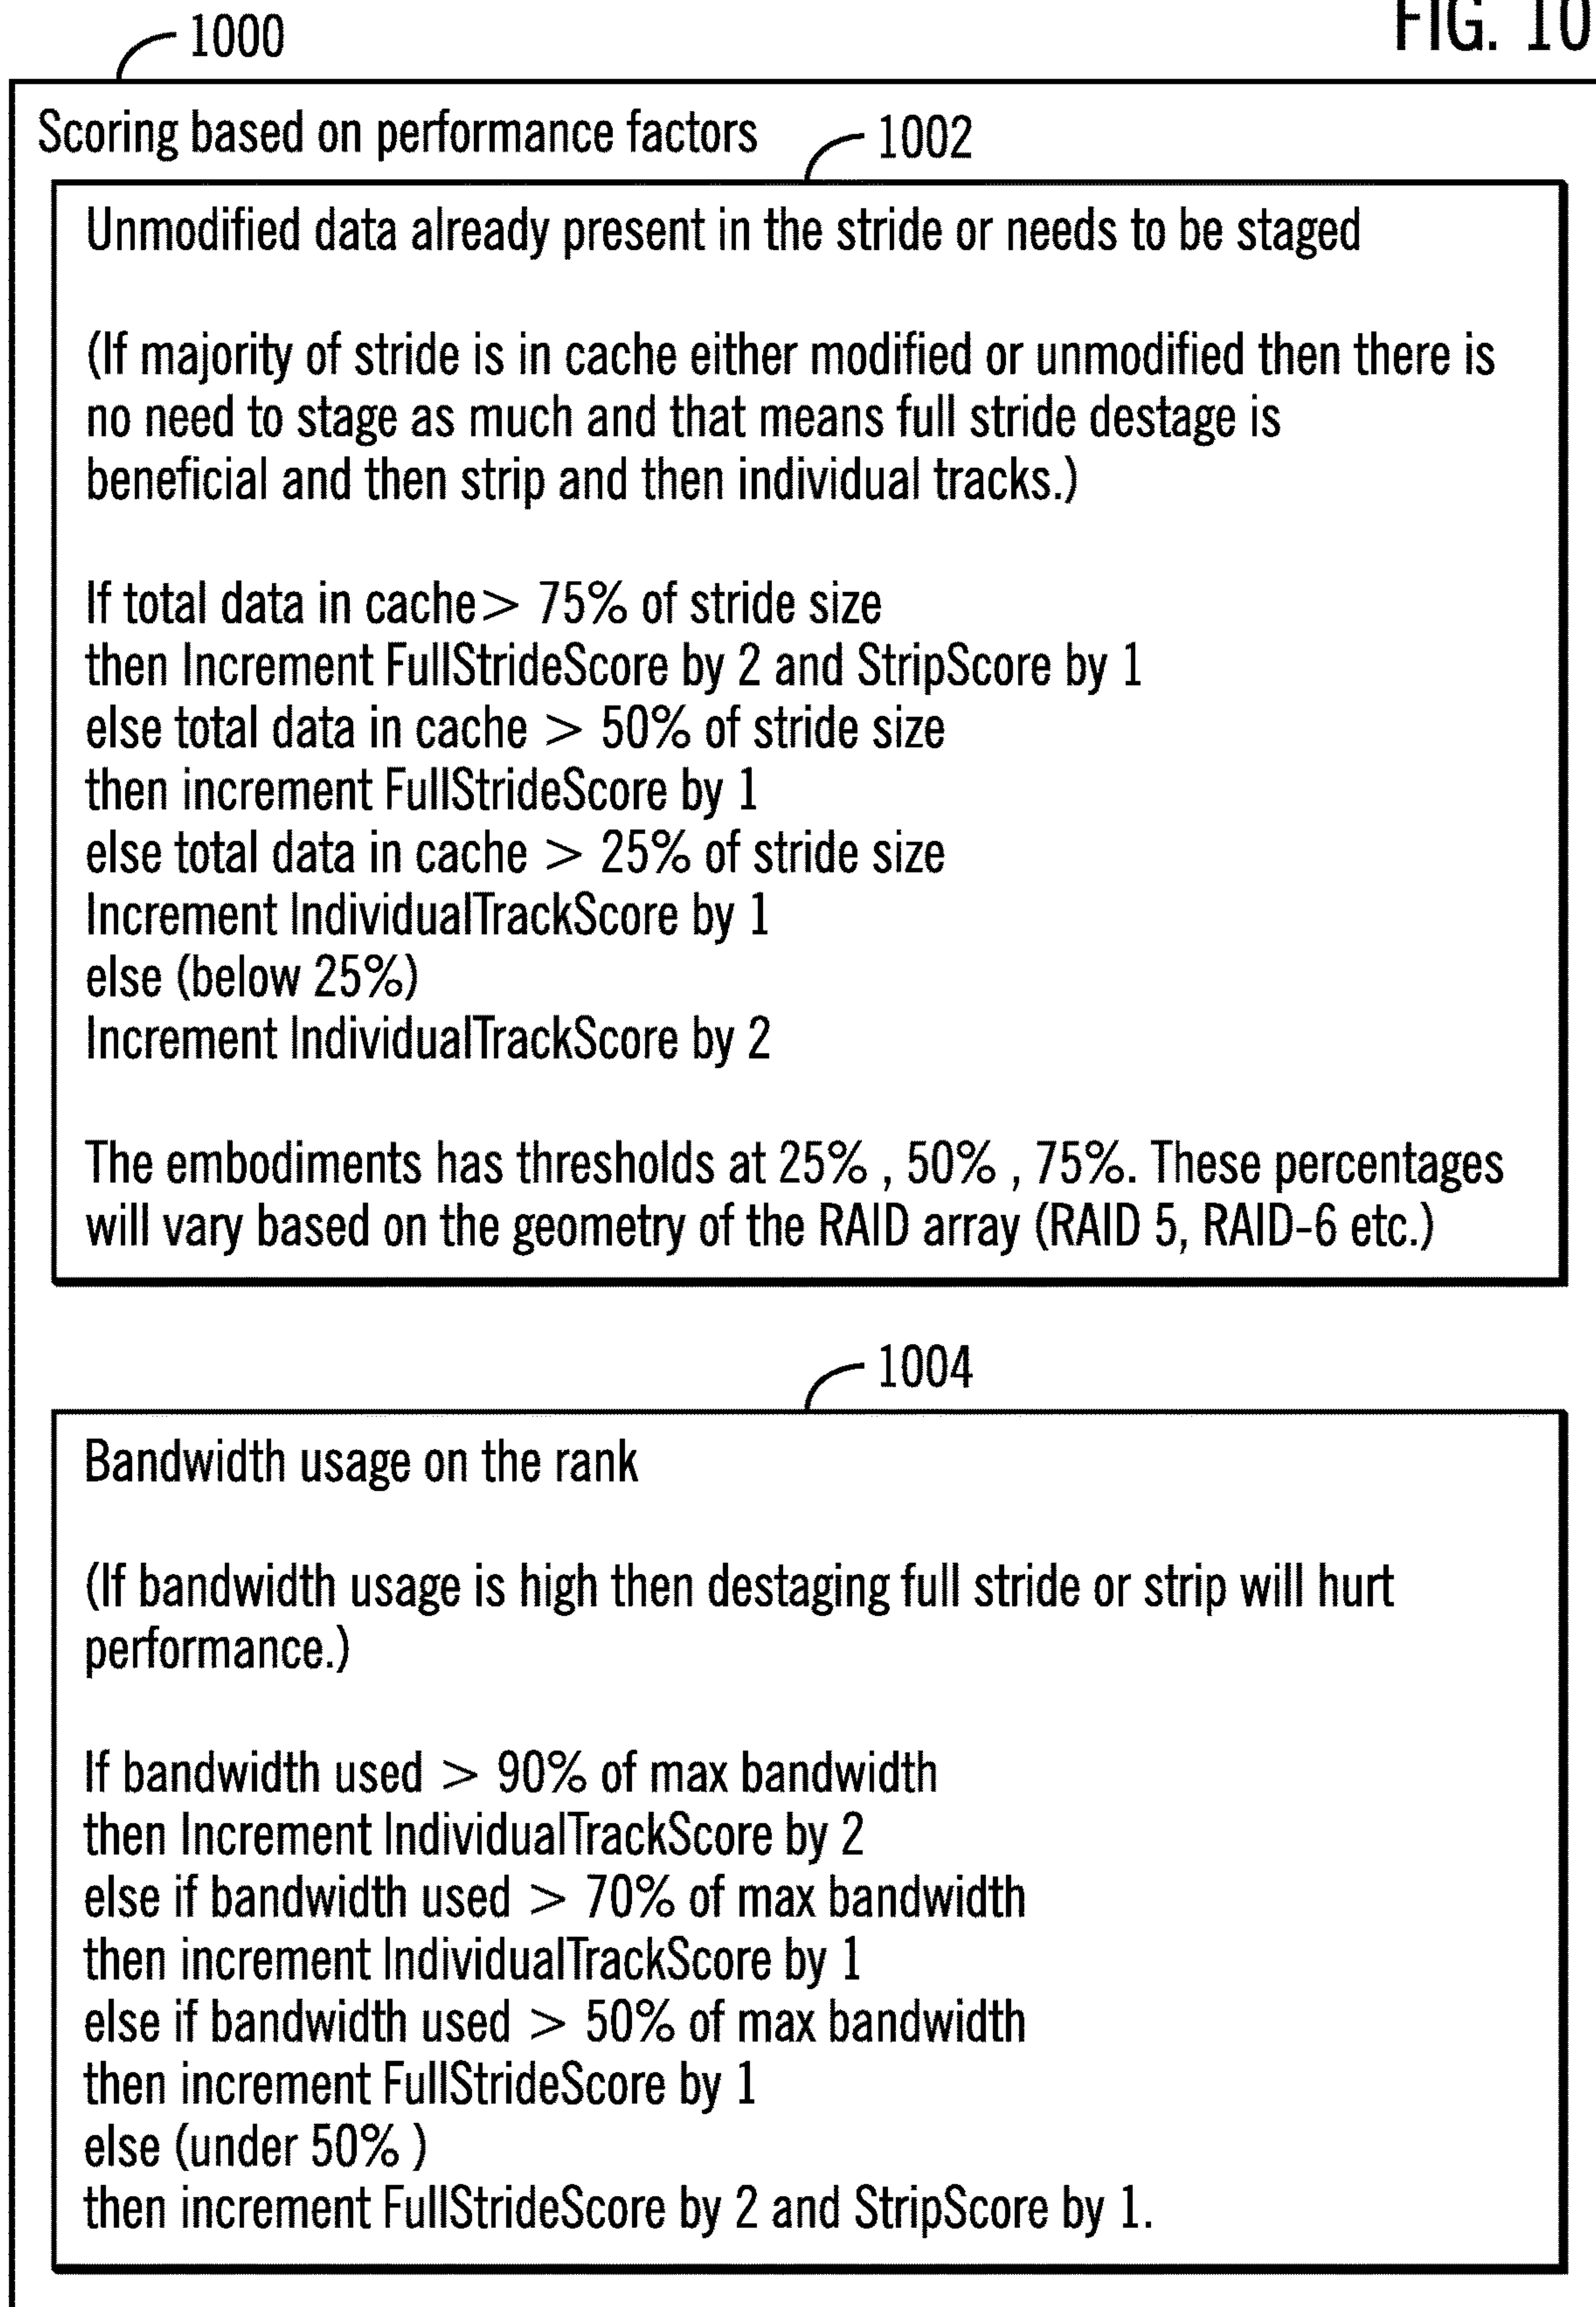 FIG. 10
1000
Scoring based on performance factors
1002
Unmodified data already present in the stride or needs to be staged
(If majority of stride is in cache either modified or unmodified then there is
no need to stage as much and that means full stride destage is
beneficial and then strip and then individual tracks.)
If total data in cache > 75% of stride size
then Increment FullStrideScore by 2 and StripScore by 1
else total data in cache > 50% of stride size
then increment FullStrideScore by 1
else total data in cache > 25% of stride size
Increment IndividualTrackScore by 1
else (below 25%)
Increment IndividualTrackScore by 2
The embodiments has thresholds at 25% , 50% , 75%. These percentages
will vary based on the geometry of the RAID array (RAID 5, RAID-6 etc.)
1004
Bandwidth usage on the rank
(If bandwidth usage is high then destaging full stride or strip will hurt
performance.)
If bandwidth used > 90% of max bandwidth
then Increment IndividualTrackScore by 2
else if bandwidth used > 70% of max bandwidth
then increment IndividualTrackScore by 1
else if bandwidth used > 50% of max bandwidth
then increment FullStrideScore by 1
else (under 50% )
then increment FullStrideScore by 2 and StripScore by 1.